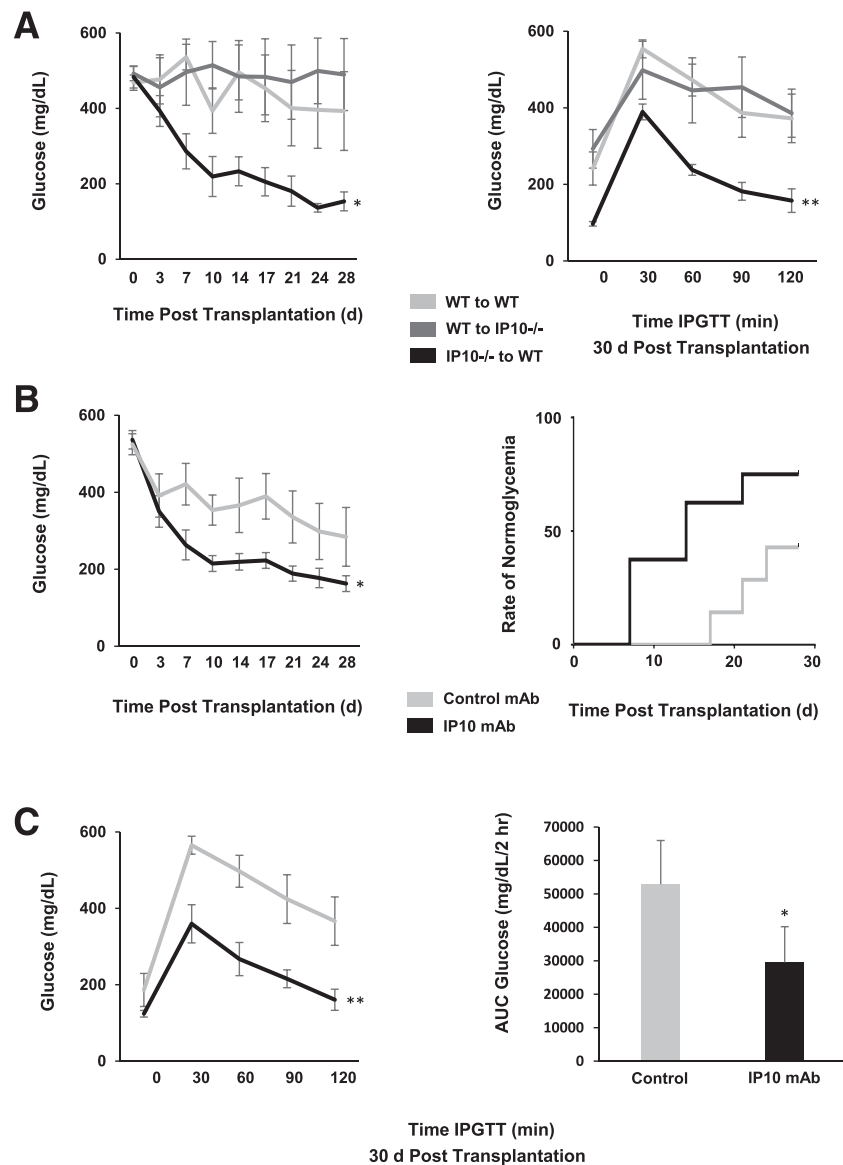 A
600
400
200
0
Glucose (mg/dL)
*
0 3 7 10 14 17 21 24 28
Time Post Transplantation (d)
600
400
200
0
Glucose (mg/dL)
**
0 30 60 90 120
Time IPGTT (min)
30 d Post Transplantation
WT to WT
WT to IP10-/-
IP10-/- to WT
B
600
400
200
0
Glucose (mg/dL)
*
0 3 7 10 14 17 21 24 28
Time Post Transplantation (d)
100
50
0
Rate of Normoglycemia
0 10 20 30
Time Post Transplantation (d)
Control mAb
IP10 mAb
C
600
400
200
0
Glucose (mg/dL)
**
0 30 60 90 120
70000
60000
50000
40000
30000
20000
10000
0
AUC Glucose (mg/dL/2 hr)
*
Control IP10 mAb
Time IPGTT (min)
30 d Post Transplantation